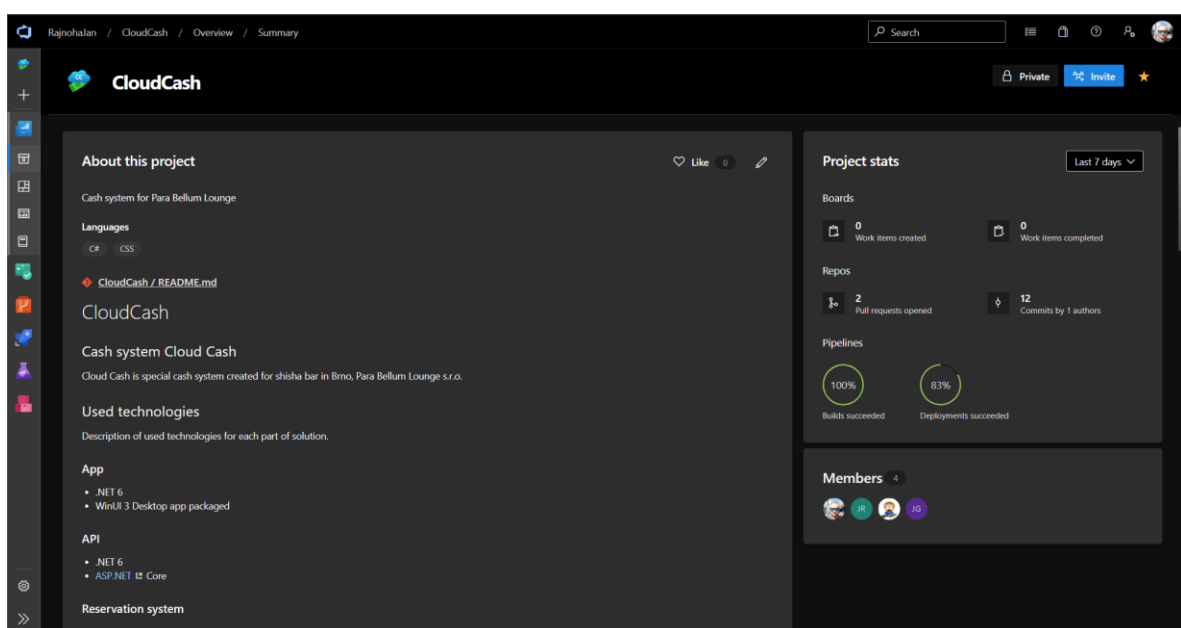 RajnohaJan / CloudCash / Overview / Summary
Search
CC
CloudCash
Private
Invite
About this project
Like 0
Cash system for Para Bellum Lounge
Languages
C# CSS
CloudCash / README.md
CloudCash
Cash system Cloud Cash
Cloud Cash is special cash system created for shisha bar in Brno, Para Bellum Lounge s.r.o.
Used technologies
Description of used technologies for each part of solution.
App
• .NET 6
• WinUI 3 Desktop app packaged
API
• .NET 6
• ASP.NET Core
Reservation system
Project stats
Last 7 days
Boards
0
Work items created
0
Work items completed
Repos
2
Pull requests opened
12
Commits by 1 authors
Pipelines
100%
Builds succeeded
83%
Deployments succeeded
Members 4
JR
JG